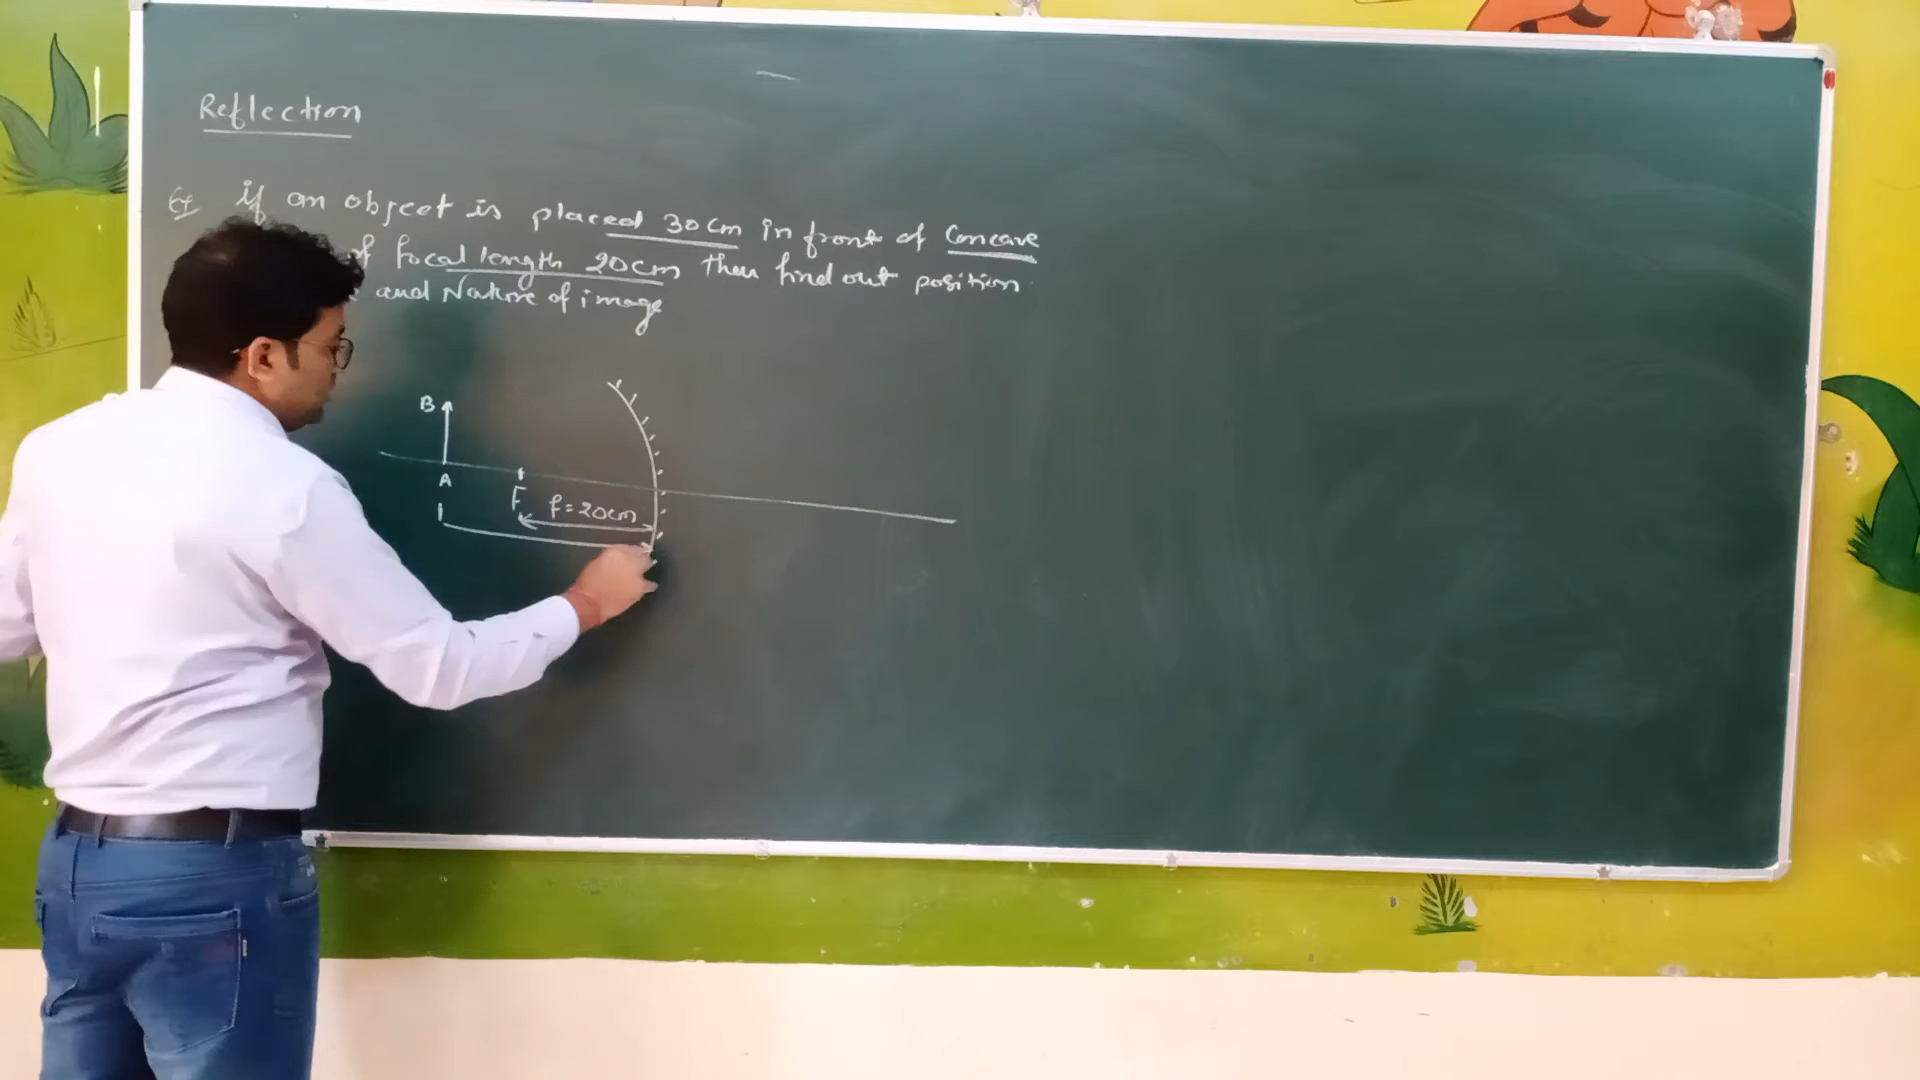 Reflection
Ex if an object is placed 30cm in front of Concave
of focal length 20cm then find out position
and Nature of image
B
A
F
f=20cm